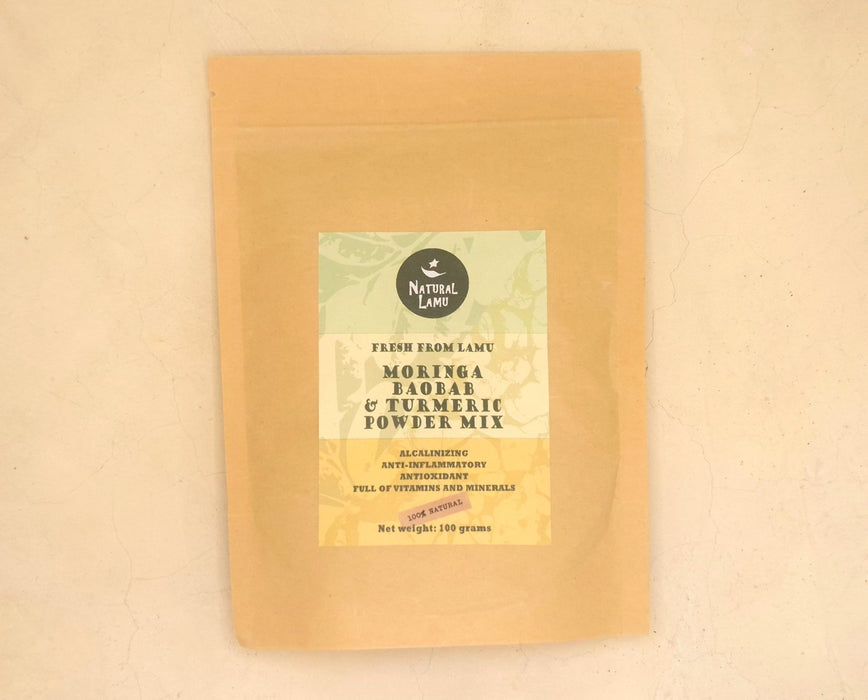 NATURAL
LAMU
FRESH FROM LAMU
MORINGA
BAOBAB
& TURMERIC
POWDER MIX
ALCALINIZING
ANTI-INFLAMMATORY
ANTIOXIDANT
FULL OF VITAMINS AND MINERALS
100% NATURAL
Net weight: 100 grams